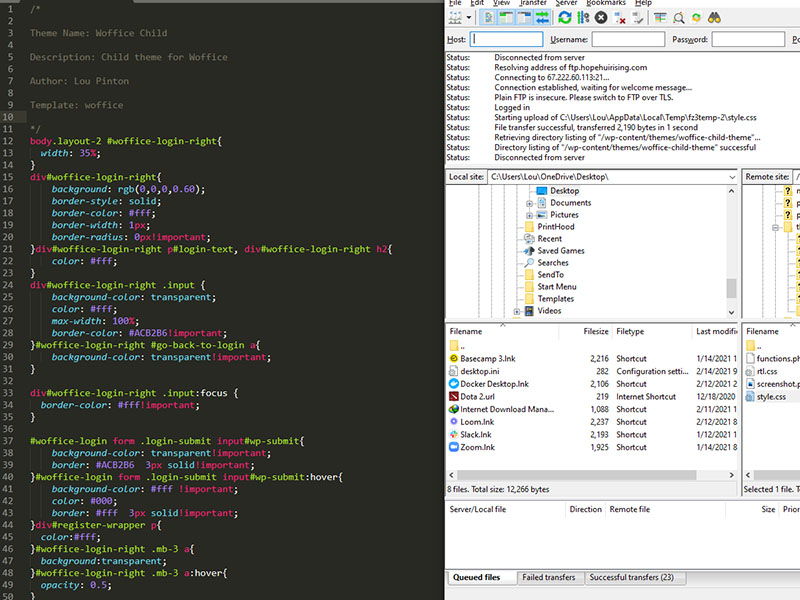 1 /*
2
3 Theme Name: Woffice Child
4
5 Description: Child theme for Woffice
6
7 Author: Lou Pinton
8
9 Template: woffice
10
11 */
12 body.layout-2 #woffice-login-right{
13 width: 35%;
14 }
15 div#woffice-login-right{
16 background: rgb(0,0,0,0.60);
17 border-style: solid;
18 border-color: #fff;
19 border-width: 1px;
20 border-radius: 0px!important;
21 }div#woffice-login-right p#login-text, div#woffice-login-right h2{
22 color: #fff;
23 }
24 div#woffice-login-right .input {
25 background-color: transparent;
26 color: #fff;
27 max-width: 100%;
28 border-color: #ACB2B6!important;
29 }#woffice-login-right #go-back-to-login a{
30 background-color: transparent!important;
31 }
32
33 div#woffice-login-right .input:focus {
34 border-color: #fff!important;
35 }
36
37 #woffice-login form .login-submit input#wp-submit{
38 background-color: transparent!important;
39 border: #ACB2B6 3px solid!important;
40 }#woffice-login form .login-submit input#wp-submit:hover{
41 background-color: #fff !important;
42 color: #000;
43 border: #fff 3px solid!important;
44 }div#register-wrapper p{
45 color:#fff;
46 }#woffice-login-right .mb-3 a{
47 background:transparent;
48 }#woffice-login-right .mb-3 a:hover{
49 opacity: 0.5;
50 }
File Edit View Transfer Server Bookmarks Help
Host: Username: Password: Po
Status: Disconnected from server
Status: Resolving address of ftp.hopehuirising.com
Status: Connecting to 67.222.60.113:21...
Status: Connection established, waiting for welcome message...
Status: Plain FTP is insecure. Please switch to FTP over TLS.
Status: Logged in
Status: Starting upload of C:\Users\Lou\AppData\Local\Temp\fz3temp-2\style.css
Status: File transfer successful, transferred 2,190 bytes in 1 second
Status: Retrieving directory listing of "/wp-content/themes/woffice-child-theme"...
Status: Directory listing of "/wp-content/themes/woffice-child-theme" successful
Status: Disconnected from server
Local site: C:\Users\Lou\OneDrive\Desktop\
Desktop
Documents
Pictures
PrintHood
Recent
Saved Games
Searches
SendTo
Start Menu
Templates
Videos
Filename Filesize Filetype Last modifi
..
Basecamp 3.lnk 2,216 Shortcut 1/14/2021 1
desktop.ini 282 Configuration setti... 2/14/2021 9
Docker Desktop.lnk 2,106 Shortcut 2/12/2021 2
Dota 2.url 219 Internet Shortcut 12/18/2020
Internet Download Mana... 1,088 Shortcut 2/11/2021 1
Loom.lnk 2,237 Shortcut 2/12/2021 8
Slack.lnk 2,193 Shortcut 1/12/2021 1
Zoom.lnk 1,925 Shortcut 1/14/2021 8
8 files. Total size: 12,266 bytes
Remote site: /
Filename
..
functions.ph
rtl.css
screenshot.p
style.css
Selected 1 file. T
Server/Local file Direction Remote file Size Prior
Queued files Failed transfers Successful transfers (23)